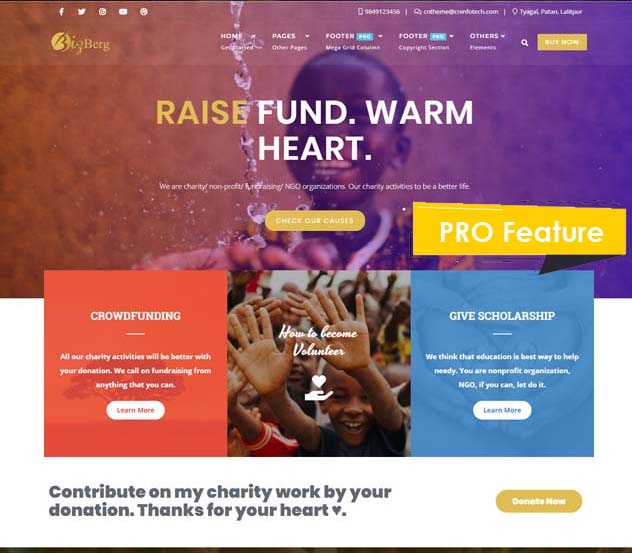 9849123456 | cntheme@cninfotech.com | Tyagal, Patan, Lalitpur
BigBerg
HOME PAGES FOOTER PRO FOOTER PRO OTHERS BUY NOW
Get Started Other Pages Mega Grid Column Copyright Section Elements
RAISE FUND. WARM
HEART.
We are charity/ non-profit/ fundraising/ NGO organizations. Our charity activities to be a better life.
CHECK OUR CAUSES
PRO Feature
CROWDFUNDING
All our charity activities will be better with
your donation. We call on fundraising from
anything that you can.
Learn More
How to become
Volunteer
GIVE SCHOLARSHIP
We think that education is best way to help
needy. You are nonprofit organization,
NGO, if you can, let do it.
Learn More
Contribute on my charity work by your
donation. Thanks for your heart ♥.
Donate Now